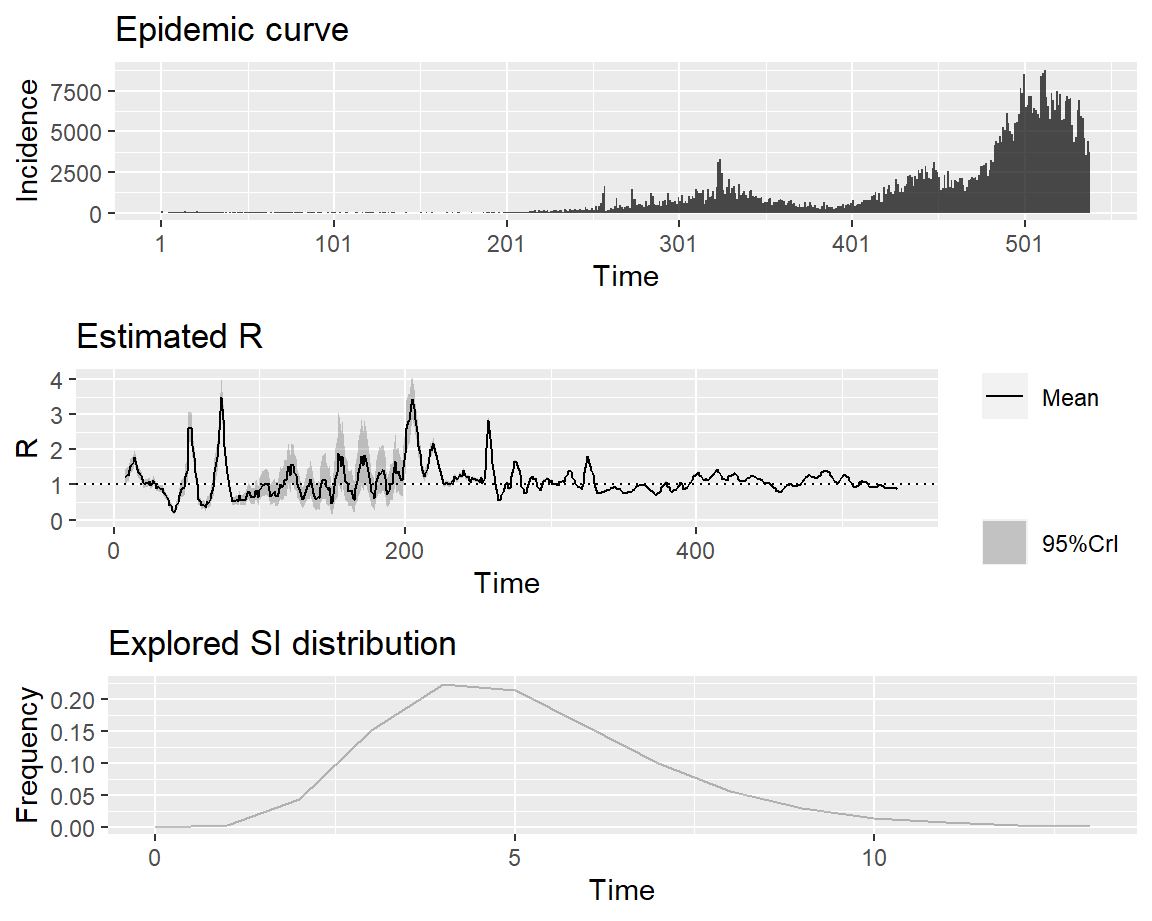 Epidemic curve
Incidence
7500
5000
2500
0
1 101 201 301 401 501
Time
Estimated R
R
4
3
2
1
0
0 200 400
Time
Mean
95%CrI
Explored SI distribution
Frequency
0.20
0.15
0.10
0.05
0.00
0 5 10
Time